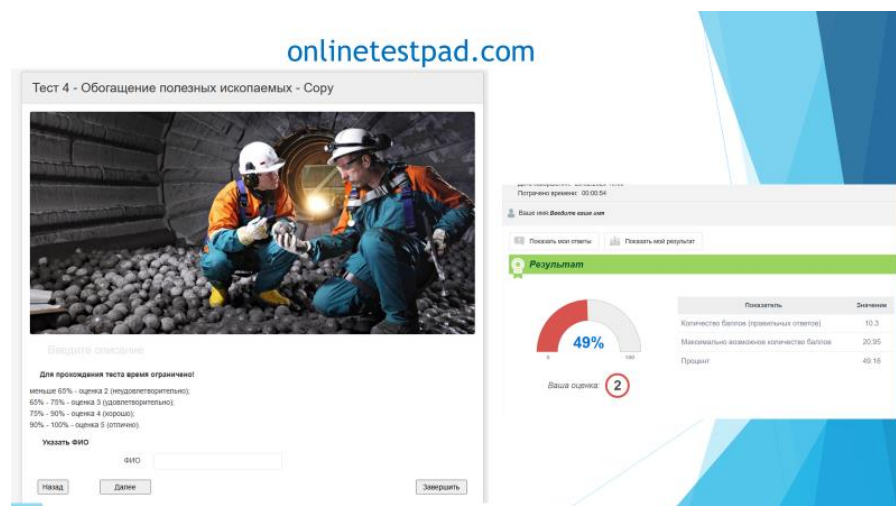 onlinetestpad.com
Тест 4 - Обогащение полезных ископаемых - Copy
Введите описание
Для прохождения теста время ограничено!
меньше 65% - оценка 2 (неудовлетворительно);
65% - 75% - оценка 3 (удовлетворительно);
75% - 90% - оценка 4 (хорошо);
90% - 100% - оценка 5 (отлично).
Указать ФИО
ФИО
Назад Далее Завершить
Потрачено времени: 00:00:54
Ваше имя Введите ваше имя
Показать мои ответы Показать мой результат
Результат
49%
0 100
Ваша оценка: 2
Показатель Значение
Количество баллов (правильных ответов) 10.3
Максимально возможное количество баллов 20.95
Процент 49.16